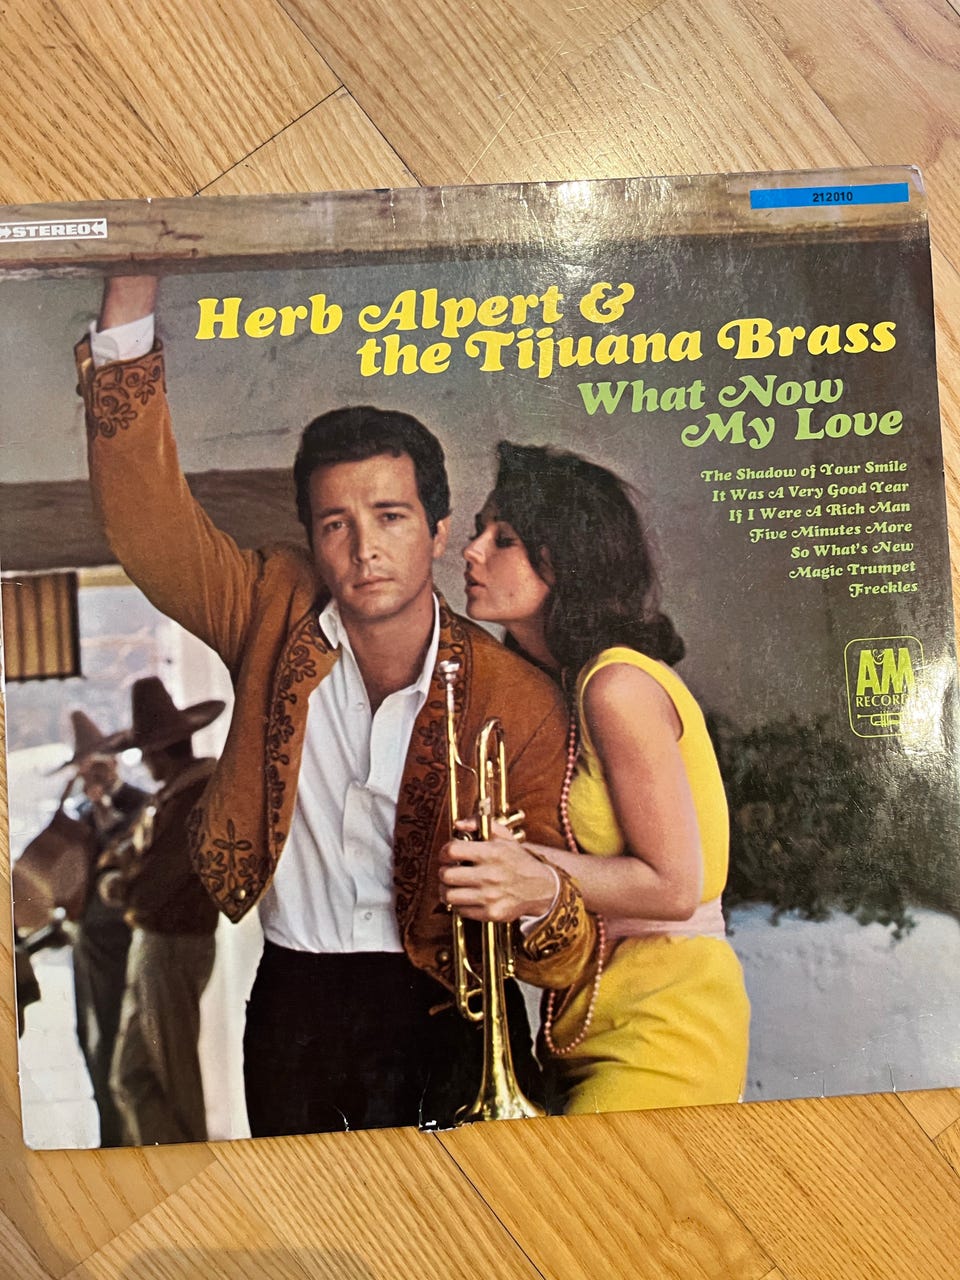 STEREO
212010
Herb Alpert &
the Tijuana Brass
What Now
My Love
The Shadow of Your Smile
It Was A Very Good Year
If I Were A Rich Man
Five Minutes More
So What's New
Magic Trumpet
Freckles
A&M
RECORDS